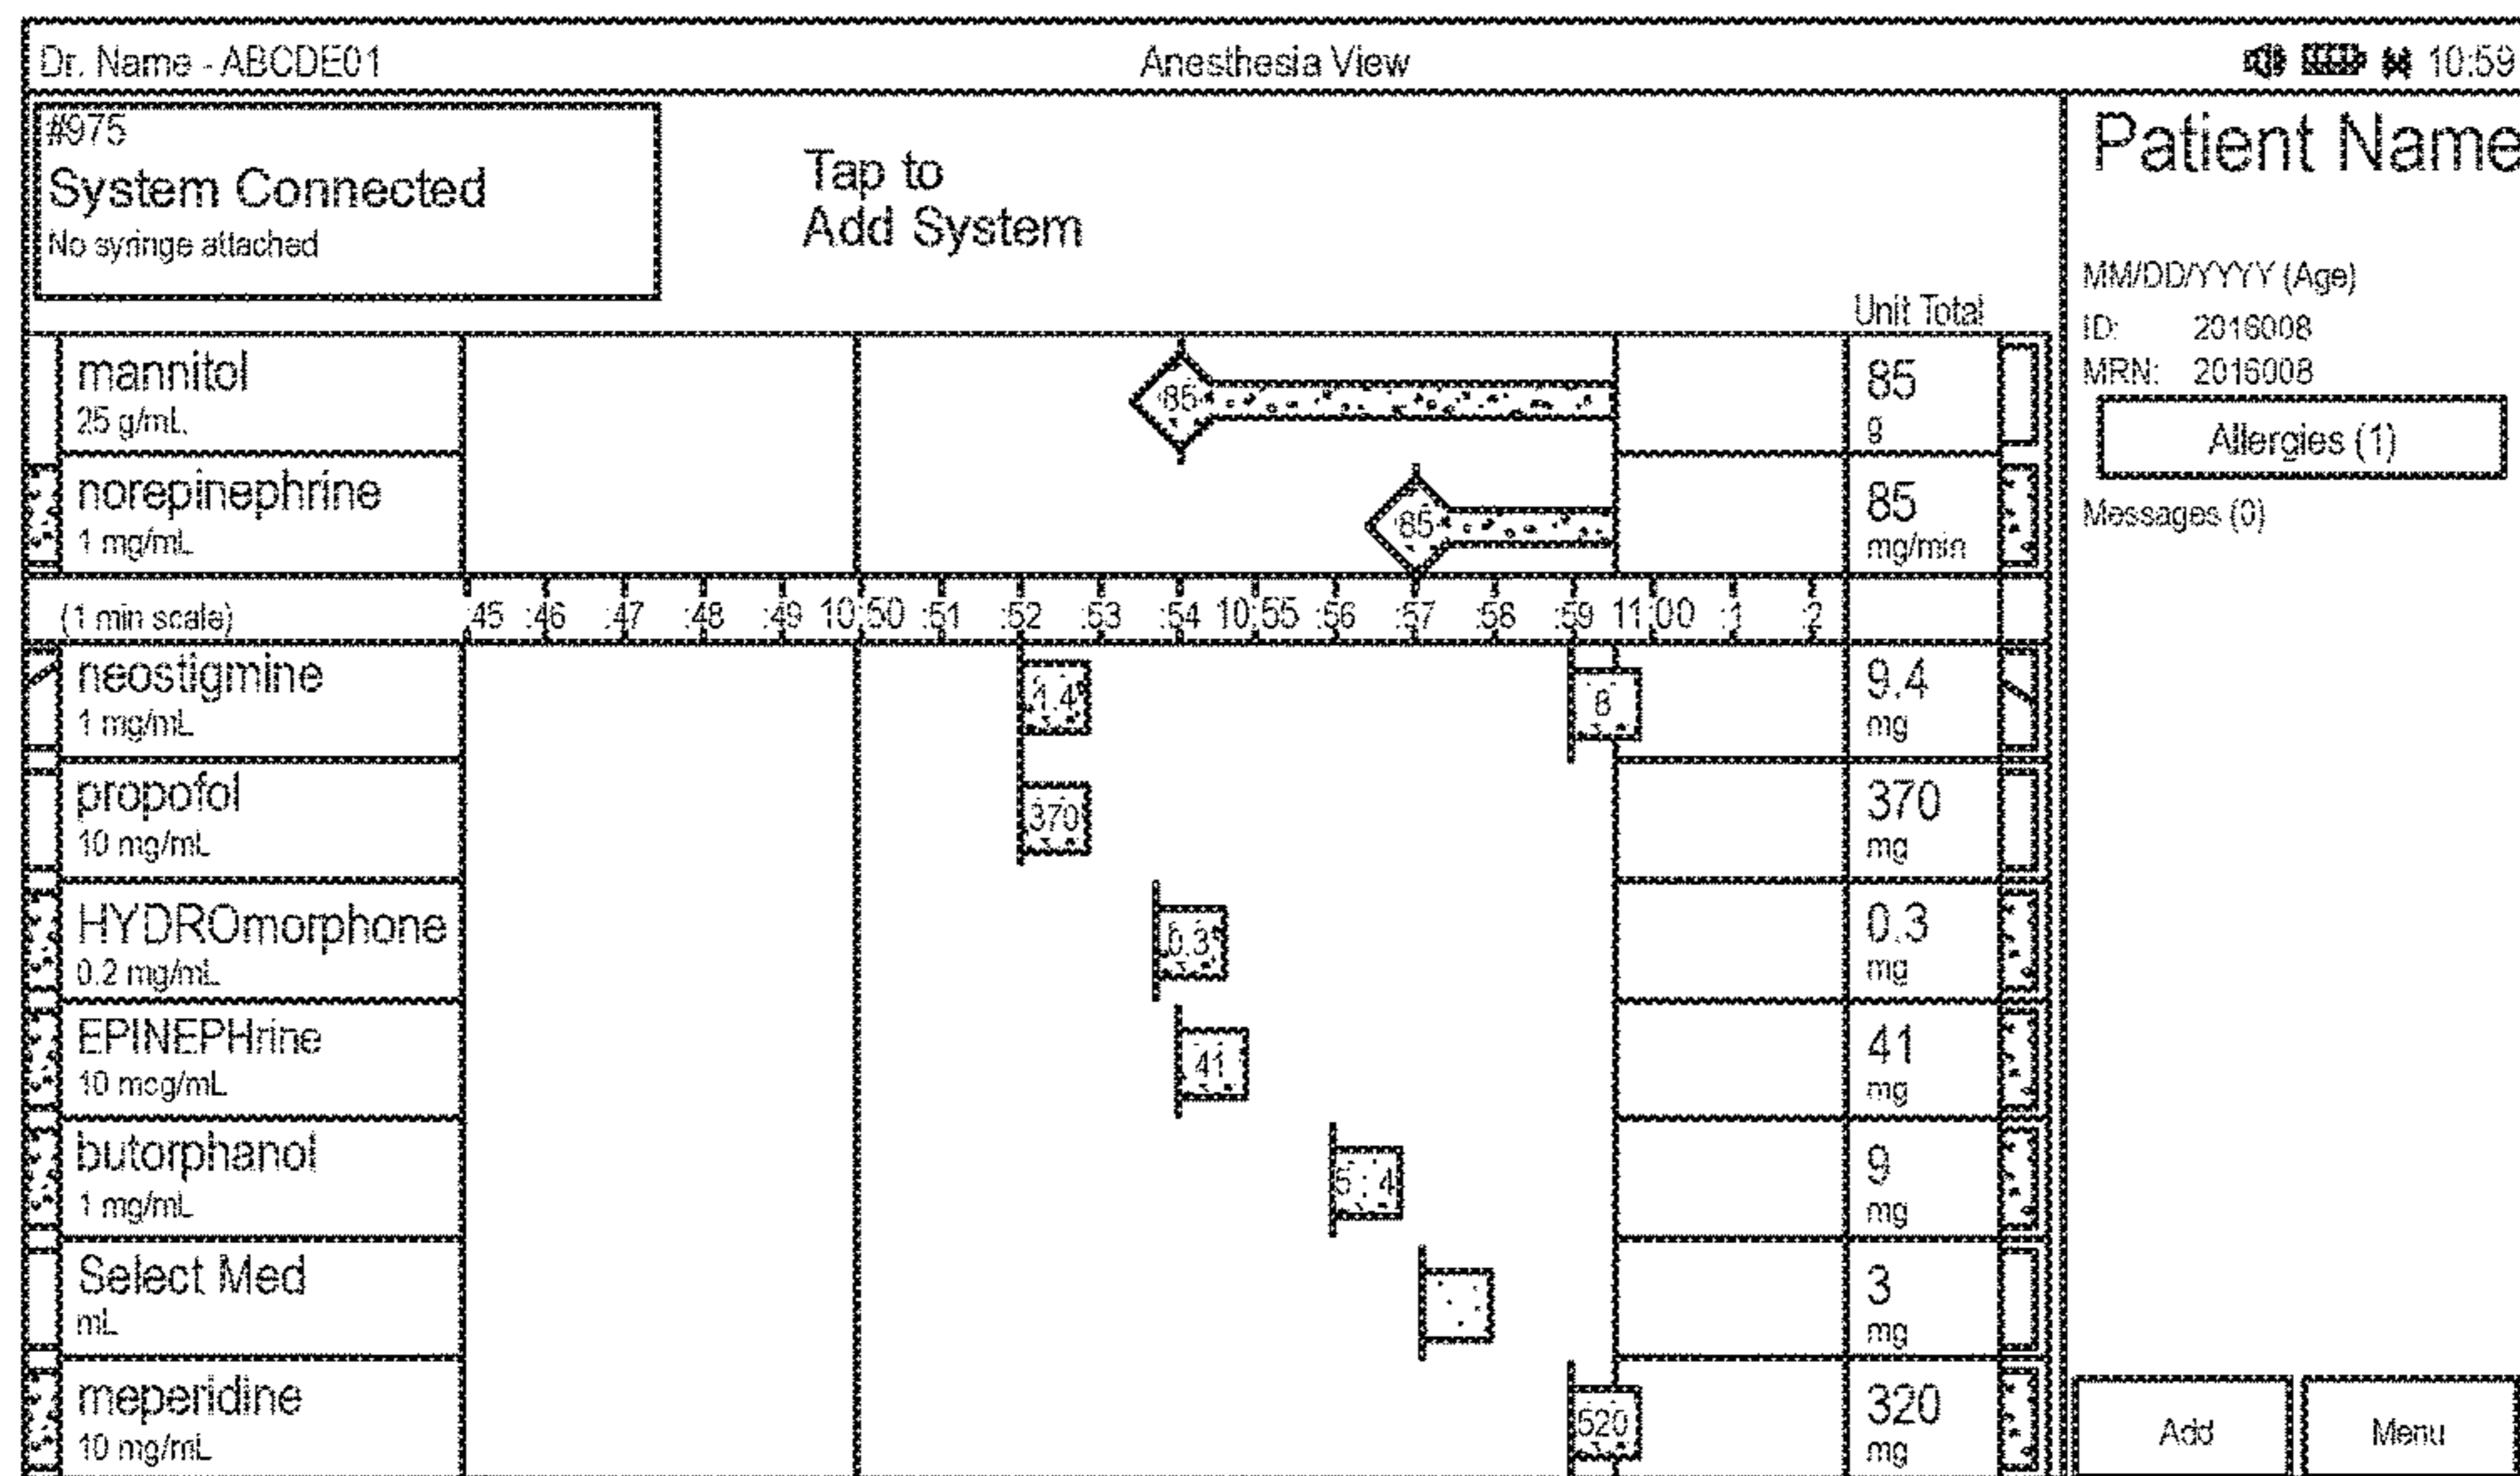 Dr. Name - ABCDE01 Anesthesia View 10:59
#975
System Connected
No syringe attached
Tap to
Add System
Patient Name
MM/DD/YYYY (Age)
ID: 2016008
MRN: 2016008
Allergies (1)
Messages (0)
Unit Total
mannitol
25 g/mL
85
85
g
norepinephrine
1 mg/mL
85
85
mg/min
(1 min scale) :45 :46 :47 :48 :49 10:50 :51 :52 :53 :54 10:55 :56 :57 :58 :59 11:00 :1 :2
neostigmine
1 mg/mL
1.4 8
9.4
mg
propofol
10 mg/mL
370
370
mg
HYDROmorphone
0.2 mg/mL
0.3
0.3
mg
EPINEPHrine
10 mcg/mL
41
41
mg
butorphanol
1 mg/mL
5 4
9
mg
Select Med
mL
3
mg
meperidine
10 mg/mL
520
320
mg
Add Menu